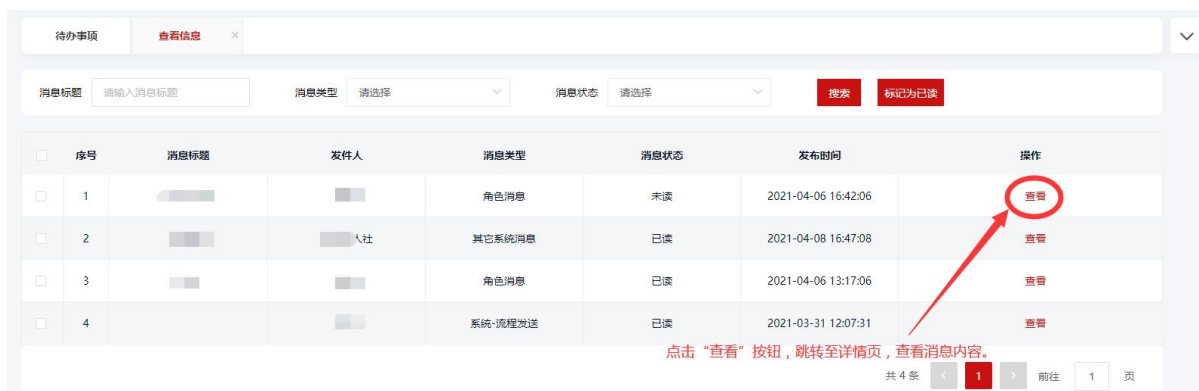 待办事项 查看信息 ×
消息标题 请输入消息标题 消息类型 请选择 消息状态 请选择 搜索 标记为已读
序号 消息标题 发件人 消息类型 消息状态 发布时间 操作
1 角色消息 未读 2021-04-06 16:42:06 查看
2 人社 其它系统消息 已读 2021-04-08 16:47:08 查看
3 角色消息 已读 2021-04-06 13:17:06 查看
4 系统-流程发送 已读 2021-03-31 12:07:31 查看
点击“查看”按钮，跳转至详情页，查看消息内容。
共 4 条 < 1 > 前往 1 页